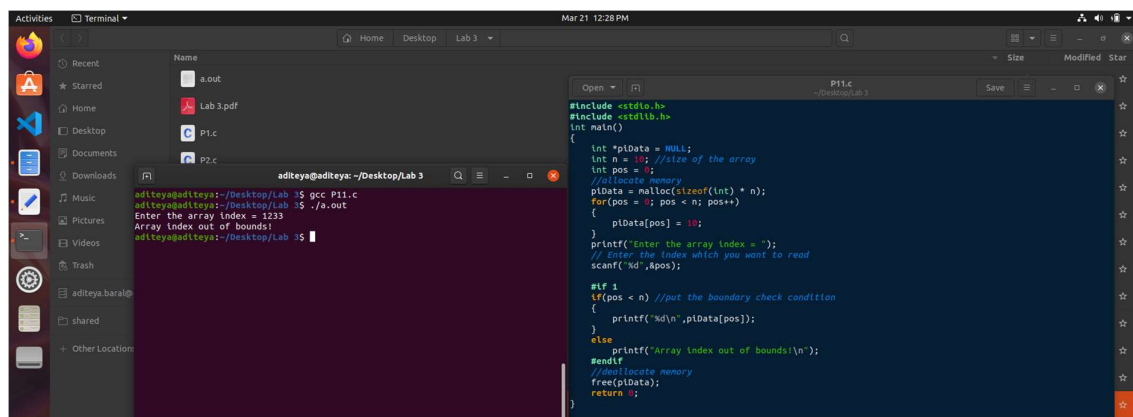 Activities Terminal Mar 21 12:28 PM
Home Desktop Lab 3
Recent
Starred
Home
Desktop
Documents
Downloads
Music
Pictures
Videos
Trash
aditeya.baral@
shared
+ Other Locations
Name Size Modified Star
a.out
Lab 3.pdf
P1.c
P2.c
aditeya@aditeya: ~/Desktop/Lab 3
aditeya@aditeya:~/Desktop/Lab 3$ gcc P11.c
aditeya@aditeya:~/Desktop/Lab 3$ ./a.out
Enter the array index = 1233
Array index out of bounds!
aditeya@aditeya:~/Desktop/Lab 3$
Open P11.c Save
~/Desktop/Lab 3
#include <stdio.h>
#include <stdlib.h>
int main()
{
    int *piData = NULL;
    int n = 10; //size of the array
    int pos = 0;
    //allocate memory
    piData = malloc(sizeof(int) * n);
    for(pos = 0; pos < n; pos++)
    {
        piData[pos] = 10;
    }
    printf("Enter the array index = ");
    // Enter the index which you want to read
    scanf("%d",&pos);
    #if 1
    if(pos < n) //put the boundary check condition
    {
        printf("%d\n",piData[pos]);
    }
    else
        printf("Array index out of bounds!\n");
    #endif
    //deallocate memory
    free(piData);
    return 0;
}